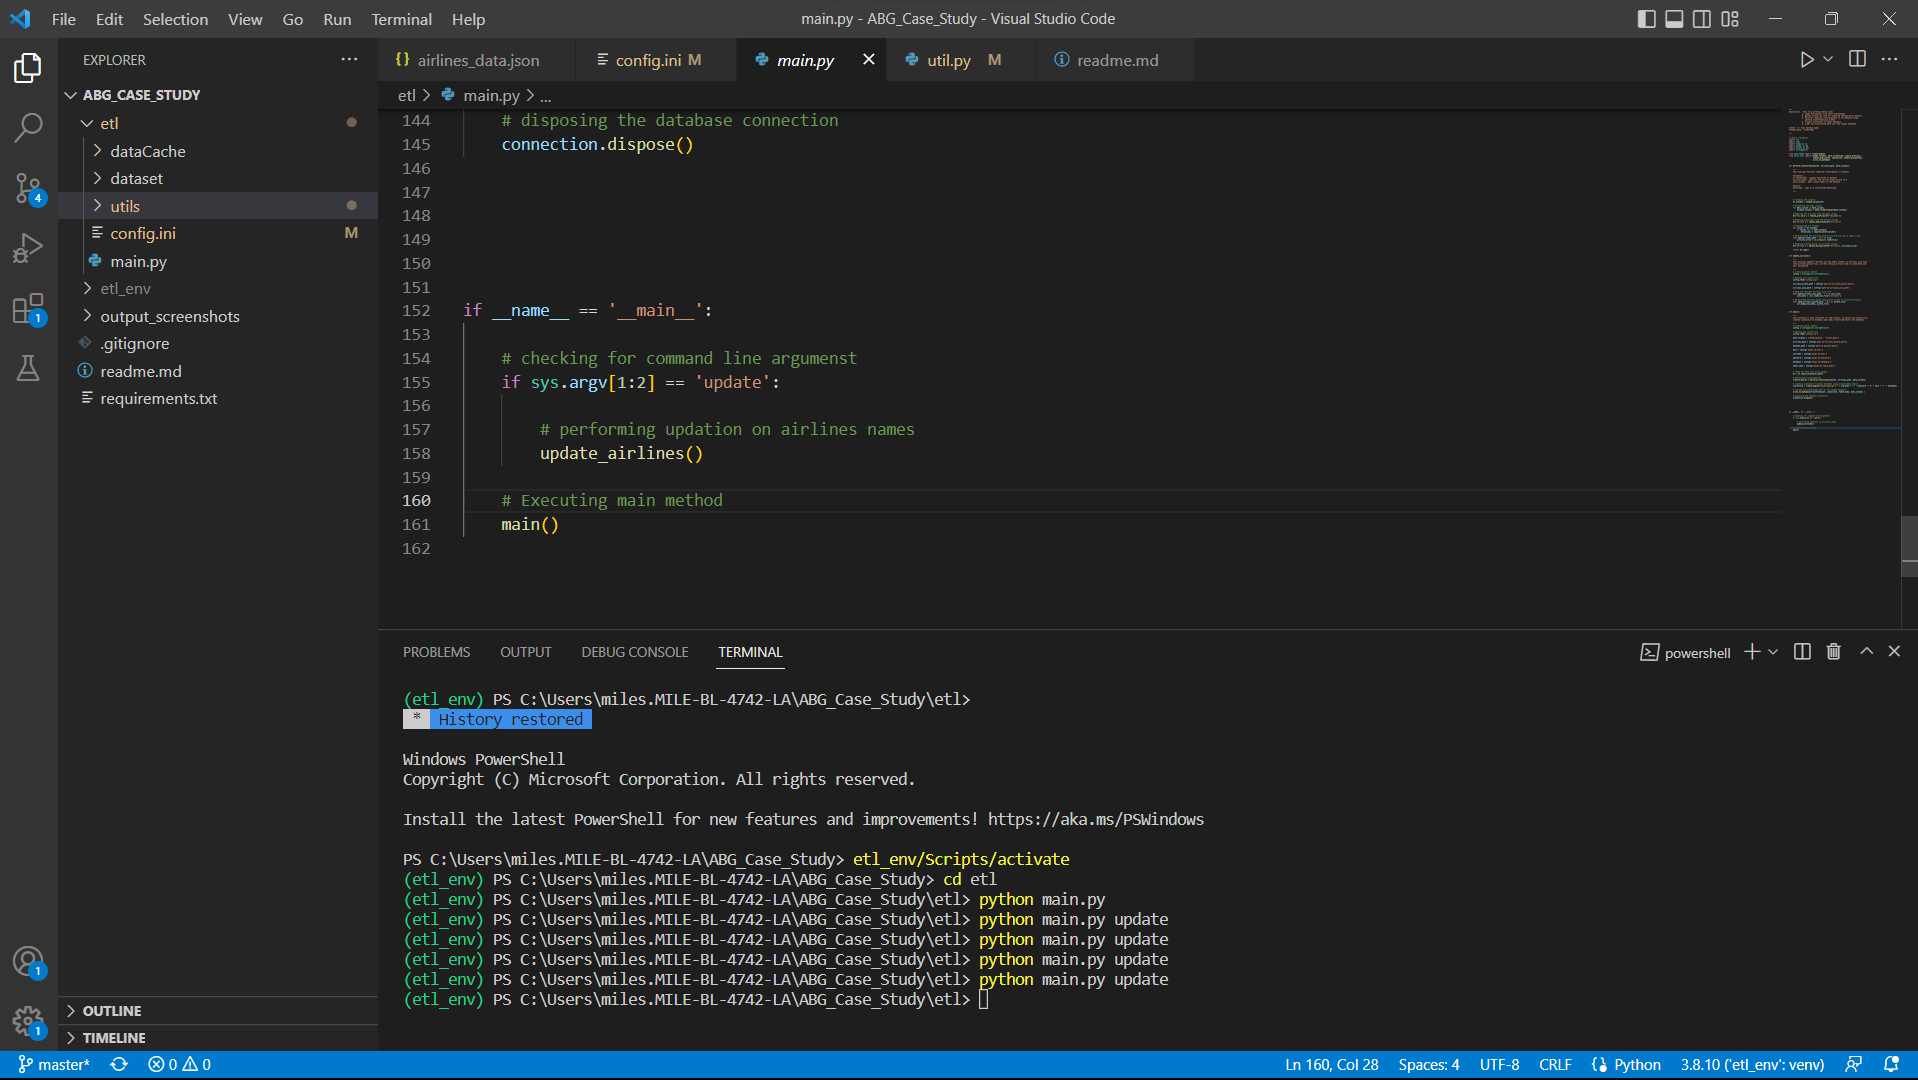 File Edit Selection View Go Run Terminal Help
main.py - ABG_Case_Study - Visual Studio Code
EXPLORER
airlines_data.json
config.ini M
main.py
util.py M
readme.md
ABG_CASE_STUDY
etl > main.py > ...
etl
dataCache
dataset
utils
config.ini M
main.py
etl_env
output_screenshots
.gitignore
readme.md
requirements.txt
4
1
144 # disposing the database connection
145 connection.dispose()
146
147
148
149
150
151
152 if __name__ == '__main__':
153
154 # checking for command line argumenst
155 if sys.argv[1:2] == 'update':
156
157 # performing updation on airlines names
158 update_airlines()
159
160 # Executing main method
161 main()
162
PROBLEMS OUTPUT DEBUG CONSOLE TERMINAL
powershell
(etl_env) PS C:\Users\miles.MILE-BL-4742-LA\ABG_Case_Study\etl>
* History restored
Windows PowerShell
Copyright (C) Microsoft Corporation. All rights reserved.
Install the latest PowerShell for new features and improvements! https://aka.ms/PSWindows
PS C:\Users\miles.MILE-BL-4742-LA\ABG_Case_Study> etl_env/Scripts/activate
(etl_env) PS C:\Users\miles.MILE-BL-4742-LA\ABG_Case_Study> cd etl
(etl_env) PS C:\Users\miles.MILE-BL-4742-LA\ABG_Case_Study\etl> python main.py
(etl_env) PS C:\Users\miles.MILE-BL-4742-LA\ABG_Case_Study\etl> python main.py update
(etl_env) PS C:\Users\miles.MILE-BL-4742-LA\ABG_Case_Study\etl> python main.py update
(etl_env) PS C:\Users\miles.MILE-BL-4742-LA\ABG_Case_Study\etl> python main.py update
(etl_env) PS C:\Users\miles.MILE-BL-4742-LA\ABG_Case_Study\etl> python main.py update
(etl_env) PS C:\Users\miles.MILE-BL-4742-LA\ABG_Case_Study\etl>
1
1
OUTLINE
TIMELINE
master* 0 0
Ln 160, Col 28 Spaces: 4 UTF-8 CRLF Python 3.8.10 ('etl_env': venv)